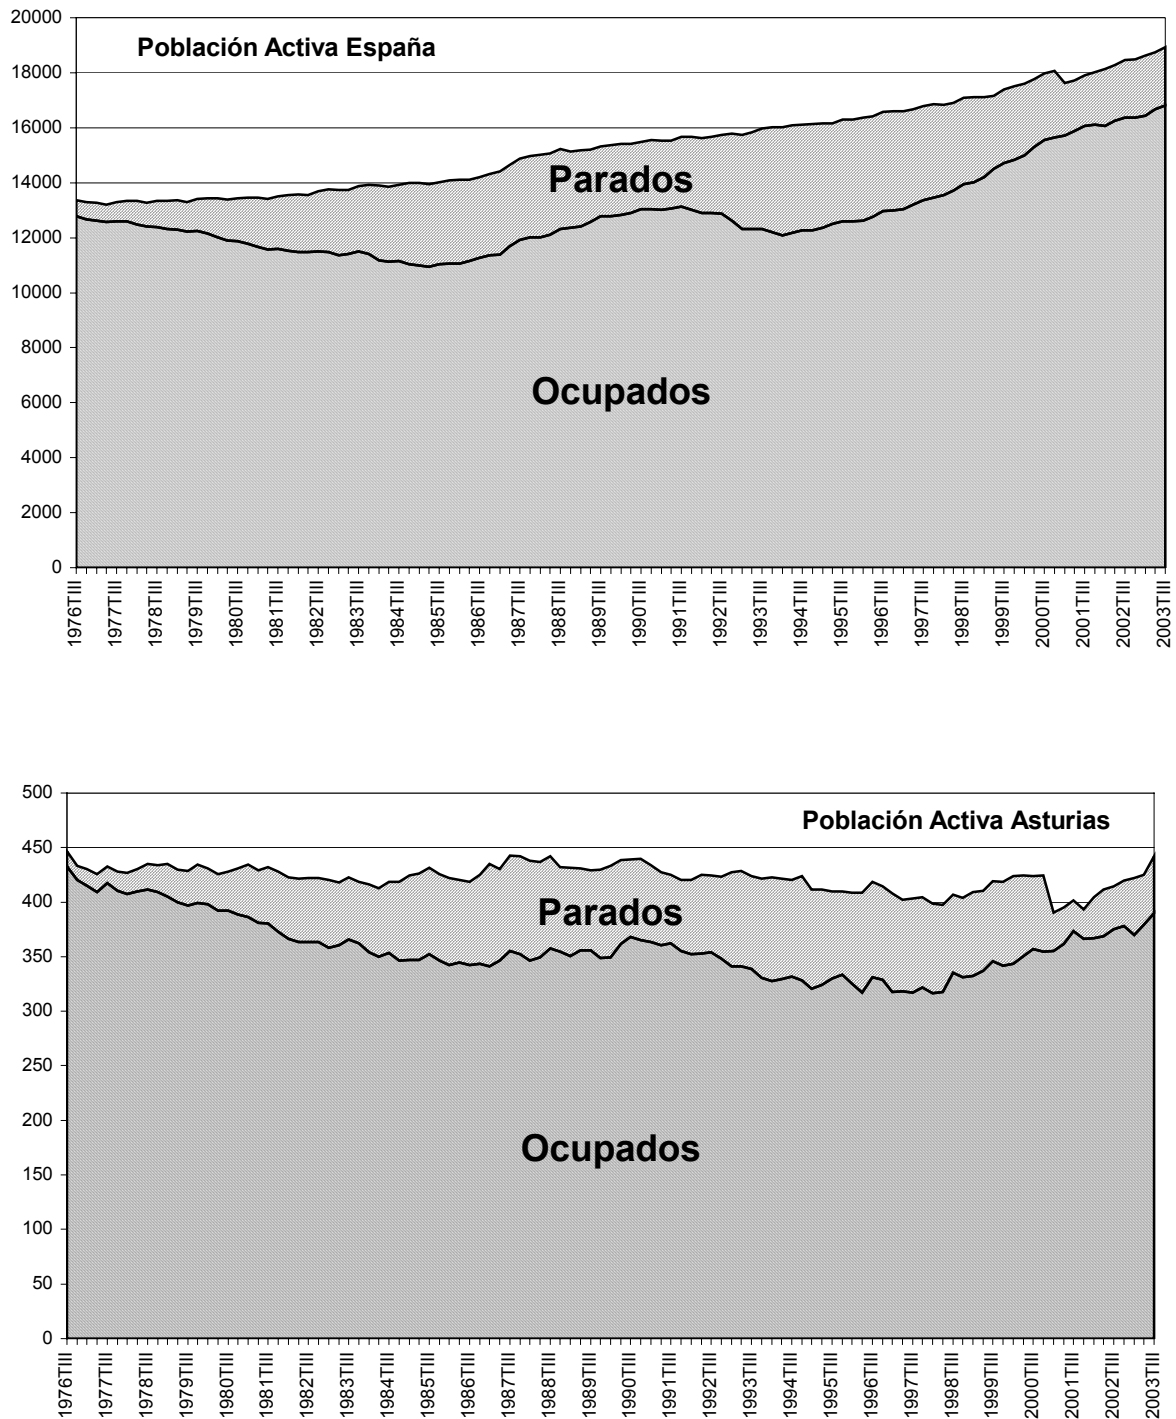 20000
Población Activa España
18000
16000
14000
Parados
12000
10000
8000
Ocupados
6000
4000
2000
0
1976TIII
1977TIII
1978TIII
1979TIII
1980TIII
1981TIII
1982TIII
1983TIII
1984TIII
1985TIII
1986TIII
1987TIII
1988TIII
1989TIII
1990TIII
1991TIII
1992TIII
1993TIII
1994TIII
1995TIII
1996TIII
1997TIII
1998TIII
1999TIII
2000TIII
2001TIII
2002TIII
2003TIII
500
Población Activa Asturias
450
400
Parados
350
300
250
200
Ocupados
150
100
50
0
1976TIII
1977TIII
1978TIII
1979TIII
1980TIII
1981TIII
1982TIII
1983TIII
1984TIII
1985TIII
1986TIII
1987TIII
1988TIII
1989TIII
1990TIII
1991TIII
1992TIII
1993TIII
1994TIII
1995TIII
1996TIII
1997TIII
1998TIII
1999TIII
2000TIII
2001TIII
2002TIII
2003TIII